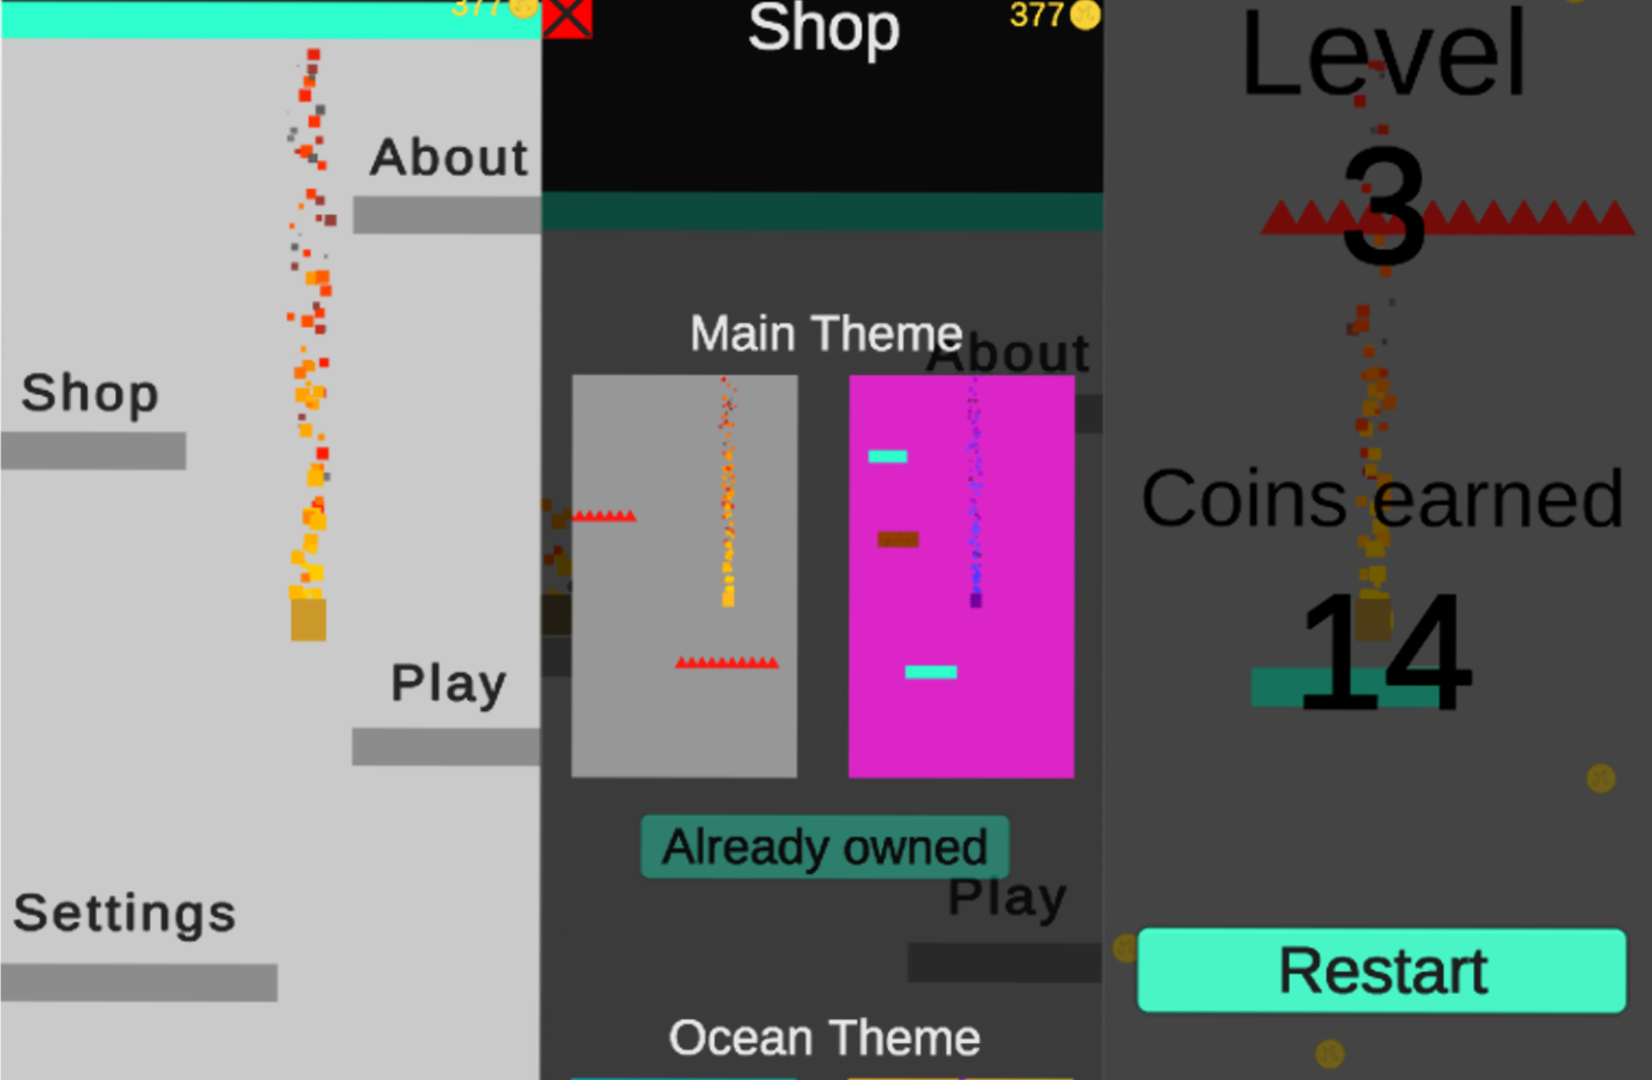 377
About
Shop
Play
Settings
Shop
377
Main Theme
About
Already owned
Play
Ocean Theme
Level
3
Coins earned
14
Restart